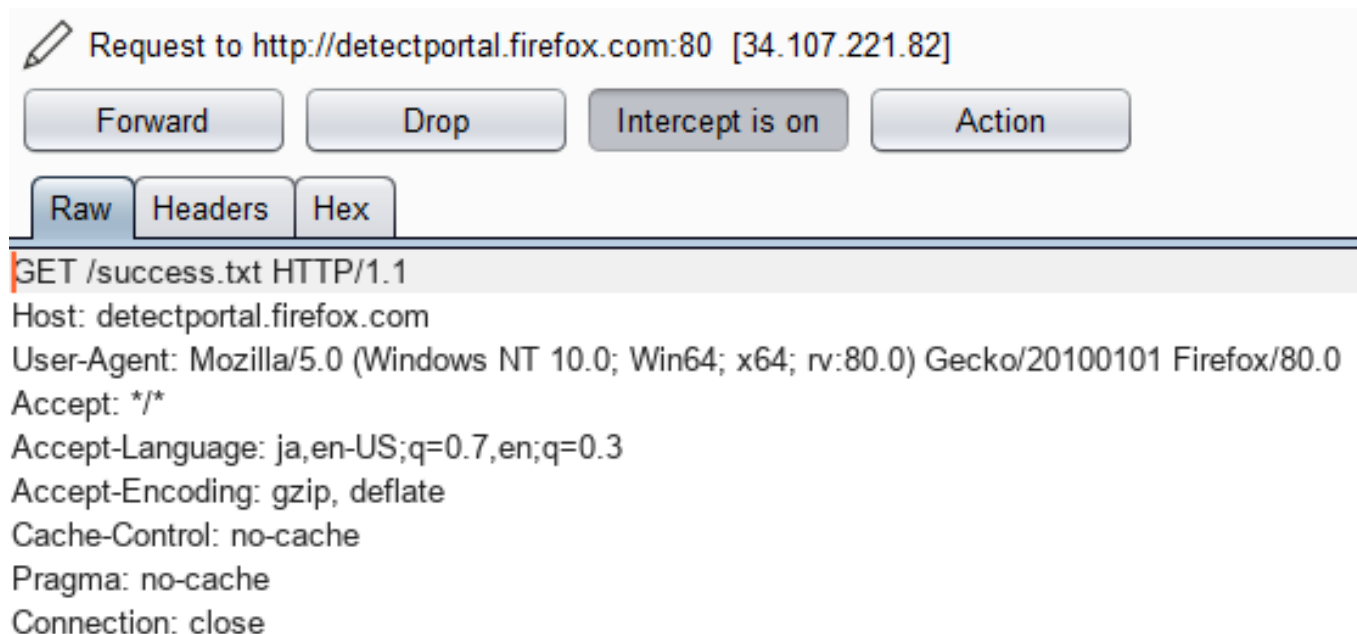 Request to http://detectportal.firefox.com:80 [34.107.221.82]
Forward Drop Intercept is on Action
Raw Headers Hex
GET /success.txt HTTP/1.1
Host: detectportal.firefox.com
User-Agent: Mozilla/5.0 (Windows NT 10.0; Win64; x64; rv:80.0) Gecko/20100101 Firefox/80.0
Accept: */*
Accept-Language: ja,en-US;q=0.7,en;q=0.3
Accept-Encoding: gzip, deflate
Cache-Control: no-cache
Pragma: no-cache
Connection: close